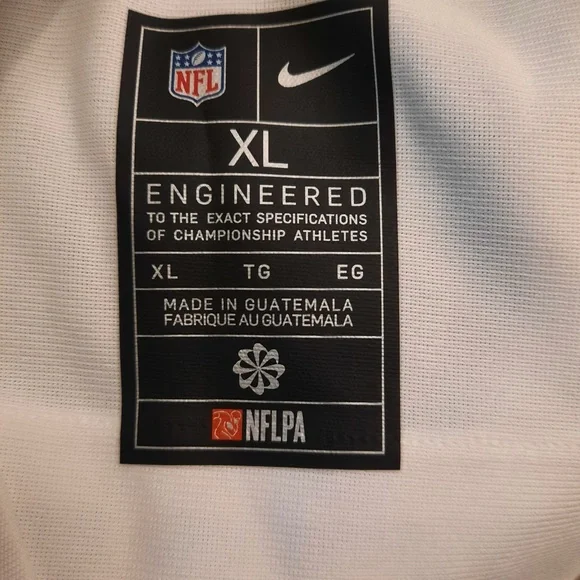 NFL
XL
ENGINEERED
TO THE EXACT SPECIFICATIONS
OF CHAMPIONSHIP ATHLETES
XL TG EG
MADE IN GUATEMALA
FABRIQUE AU GUATEMALA
NFLPA